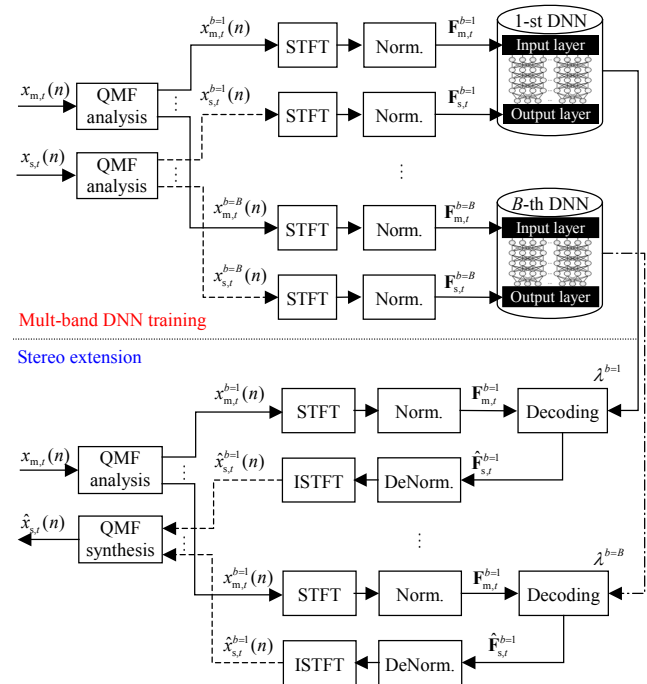 x_{m,t}^{b=1}(n)
STFT
Norm.
F_{m,t}^{b=1}
1-st DNN
Input layer
Output layer
x_{m,t}(n)
QMF analysis
⋮
x_{s,t}^{b=1}(n)
STFT
Norm.
F_{s,t}^{b=1}
x_{s,t}(n)
QMF analysis
⋮
⋮
x_{m,t}^{b=B}(n)
STFT
Norm.
F_{m,t}^{b=B}
B-th DNN
Input layer
Output layer
x_{s,t}^{b=B}(n)
STFT
Norm.
F_{s,t}^{b=B}
Mult-band DNN training
Stereo extension
x_{m,t}^{b=1}(n)
STFT
Norm.
F_{m,t}^{b=1}
Decoding
λ^{b=1}
x_{m,t}(n)
QMF analysis
⋮
x̂_{s,t}^{b=1}(n)
ISTFT
DeNorm.
F̂_{s,t}^{b=1}
x̂_{s,t}(n)
QMF synthesis
⋮
⋮
x_{m,t}^{b=1}(n)
STFT
Norm.
F_{m,t}^{b=1}
Decoding
λ^{b=B}
x̂_{s,t}^{b=1}(n)
ISTFT
DeNorm.
F̂_{s,t}^{b=1}